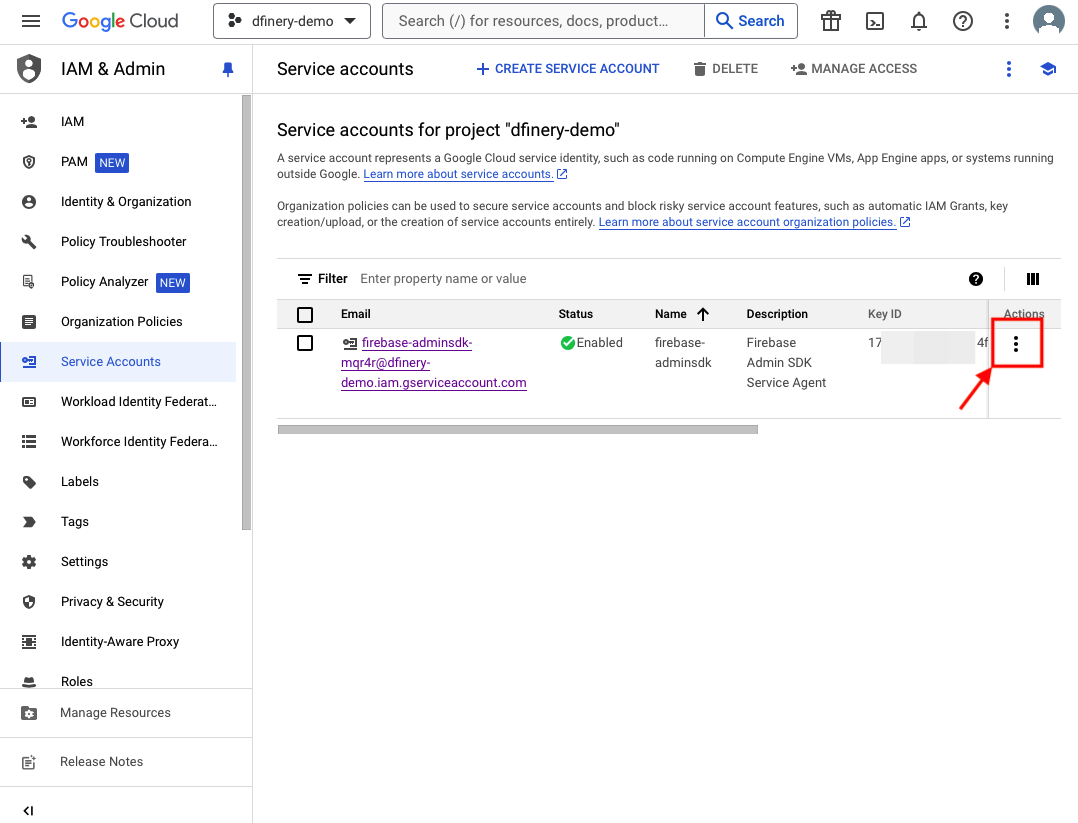 Google Cloud
dfinery-demo
Search (/) for resources, docs, product…
Search
IAM & Admin
Service accounts
CREATE SERVICE ACCOUNT
DELETE
MANAGE ACCESS
IAM
PAM NEW
Identity & Organization
Policy Troubleshooter
Policy Analyzer NEW
Organization Policies
Service Accounts
Workload Identity Federat…
Workforce Identity Federa…
Labels
Tags
Settings
Privacy & Security
Identity-Aware Proxy
Roles
Manage Resources
Release Notes
Service accounts for project "dfinery-demo"
A service account represents a Google Cloud service identity, such as code running on Compute Engine VMs, App Engine apps, or systems running
outside Google. Learn more about service accounts.
Organization policies can be used to secure service accounts and block risky service account features, such as automatic IAM Grants, key
creation/upload, or the creation of service accounts entirely. Learn more about service account organization policies.
Filter Enter property name or value
Email Status Name Description Key ID Actions
firebase-adminsdk- Enabled firebase- Firebase 17 4f
mqr4r@dfinery- adminsdk Admin SDK
demo.iam.gserviceaccount.com Service Agent